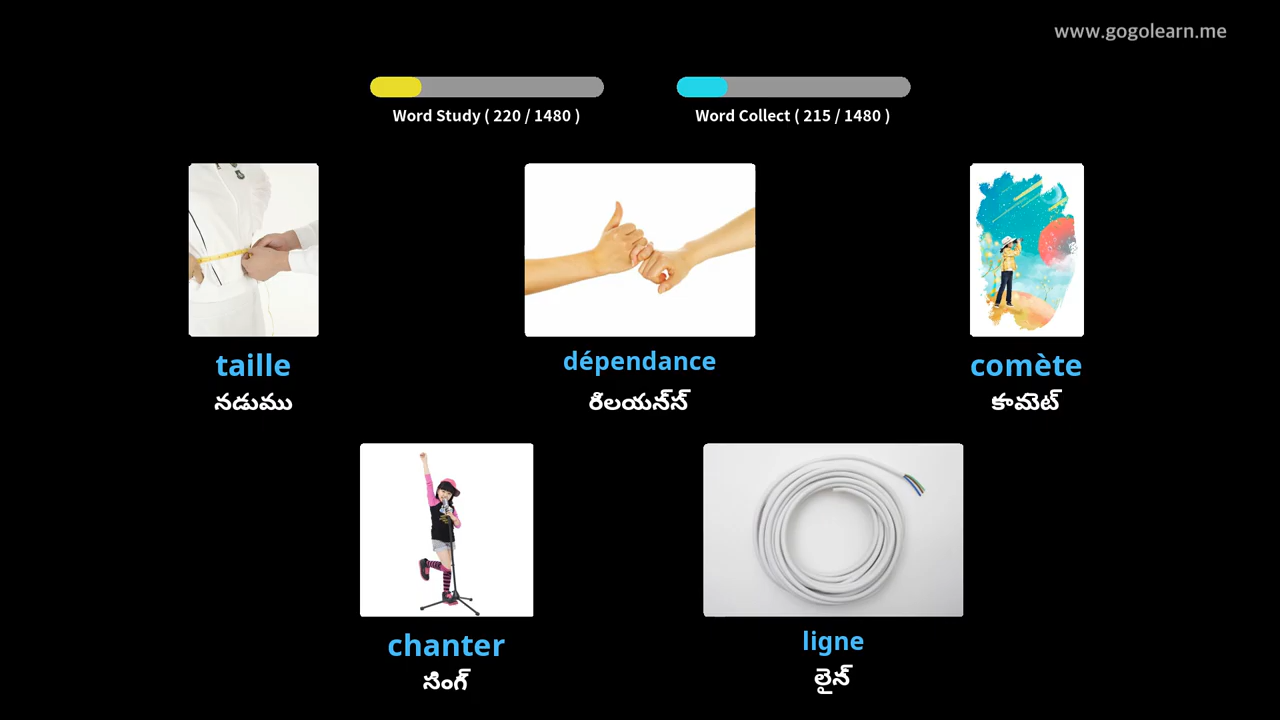 www.gogolearn.me
Word Study ( 220 / 1480 )
Word Collect ( 215 / 1480 )
taille
నడుము
dépendance
రిలయన్స్
comète
కామెట్
chanter
సింగ్
ligne
లైన్